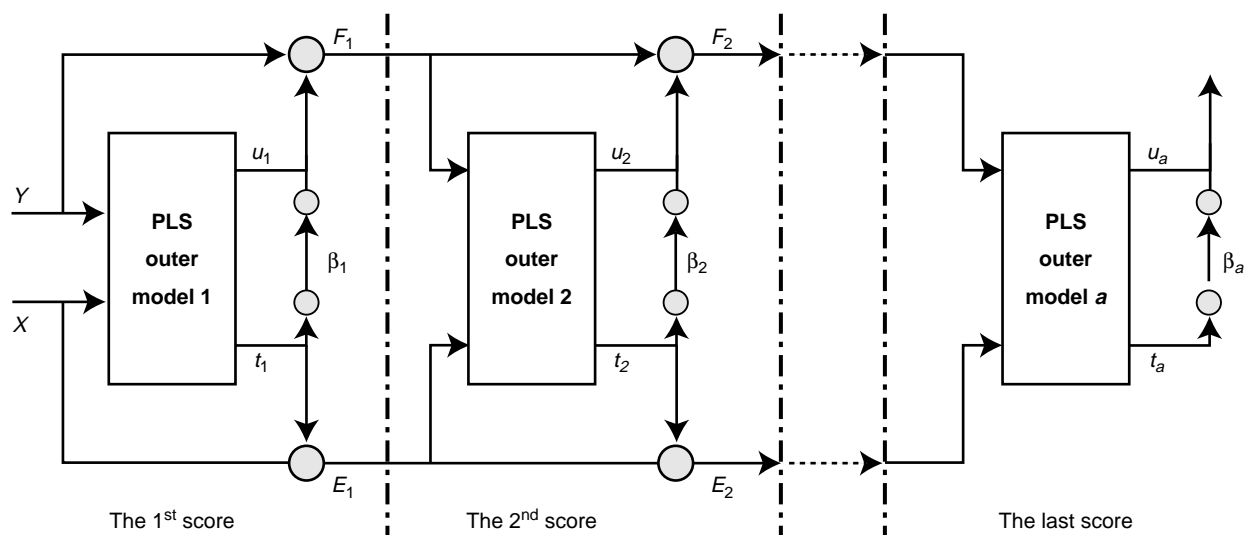 F1
F2
u1
u2
ua
Y
PLS
outer
model 1
PLS
outer
model 2
PLS
outer
model a
β1
β2
βa
X
t1
t2
ta
E1
E2
The 1st score
The 2nd score
The last score